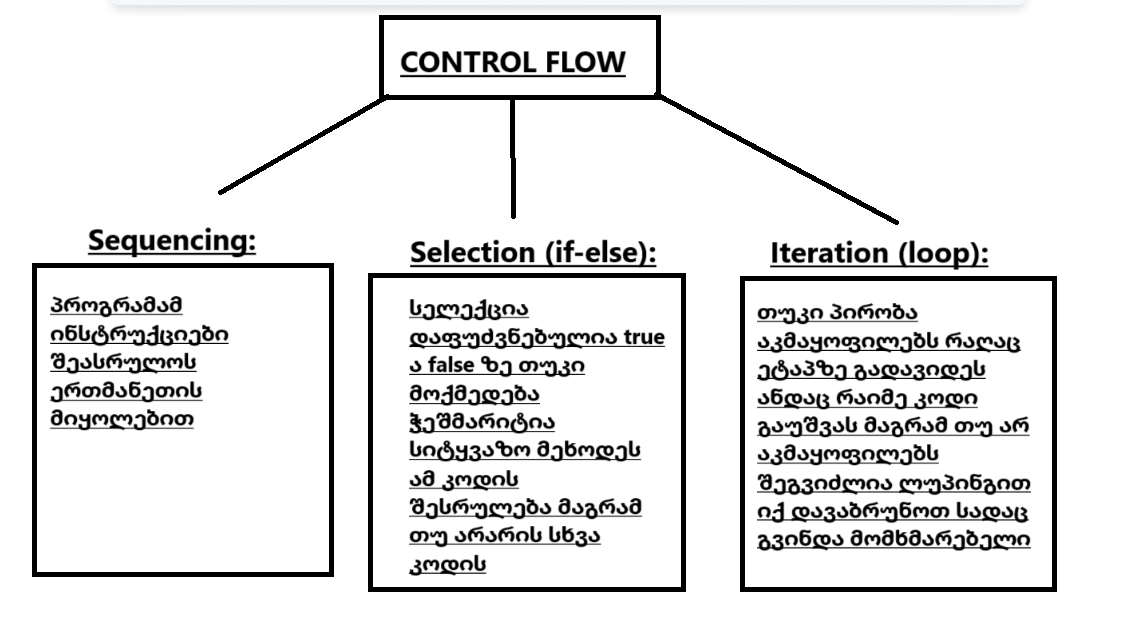 CONTROL FLOW
Sequencing:
პროგრამამ
ინსტრუქციები
შეასრულოს
ერთმანეთის
მიყოლებით
Selection (if-else):
სელექცია
დაფუძვნებულია true
ა false ზე თუკი
მოქმედება
ჭეშმარიტია
სიტყვაზო მეხოდეს
ამ კოდის
შესრულება მაგრამ
თუ არარის სხვა
კოდის
Iteration (loop):
თუკი პირობა
აკმაყოფილებს რაღაც
ეტაპზე გადავიდეს
ანდაც რაიმე კოდი
გაუშვას მაგრამ თუ არ
აკმაყოფილებს
შეგვიძლია ლუპინგით
იქ დავაბრუნოთ სადაც
გვინდა მომხმარებელი